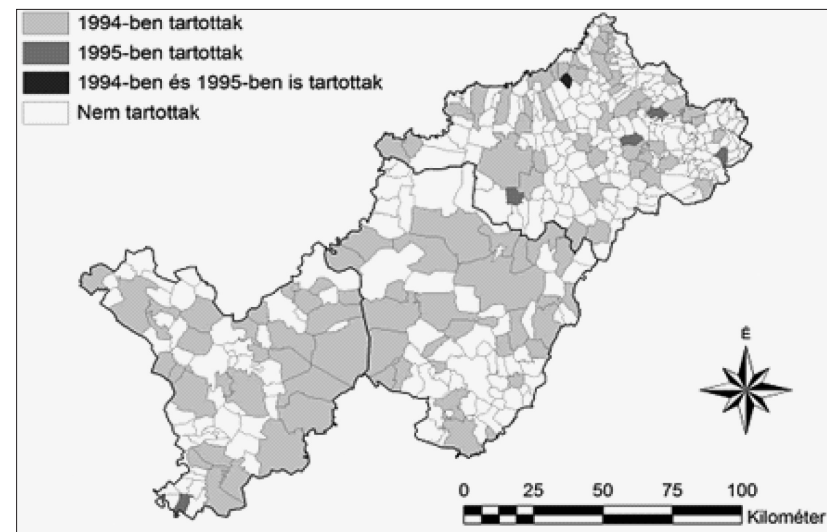 1994-ben tartottak
1995-ben tartottak
1994-ben és 1995-ben is tartottak
Nem tartottak
É
0 25 50 75 100
Kilométer